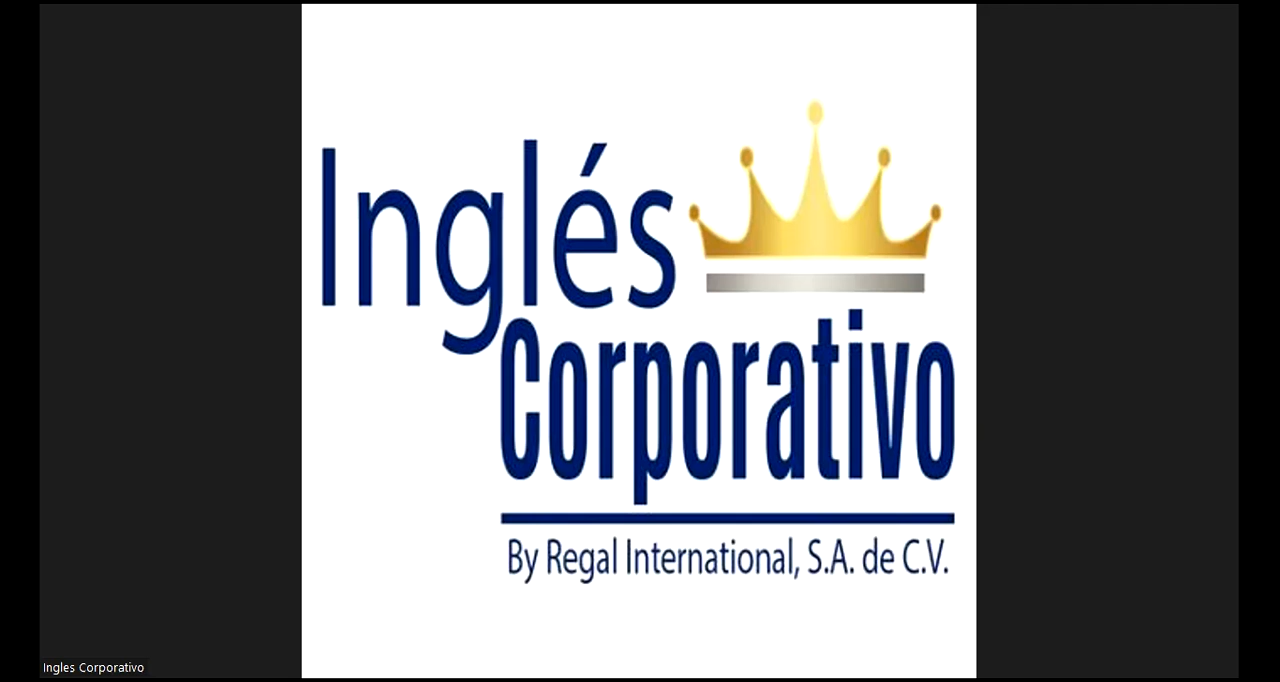 Inglés
Corporativo
By Regal International, S.A. de C.V.
Ingles Corporativo